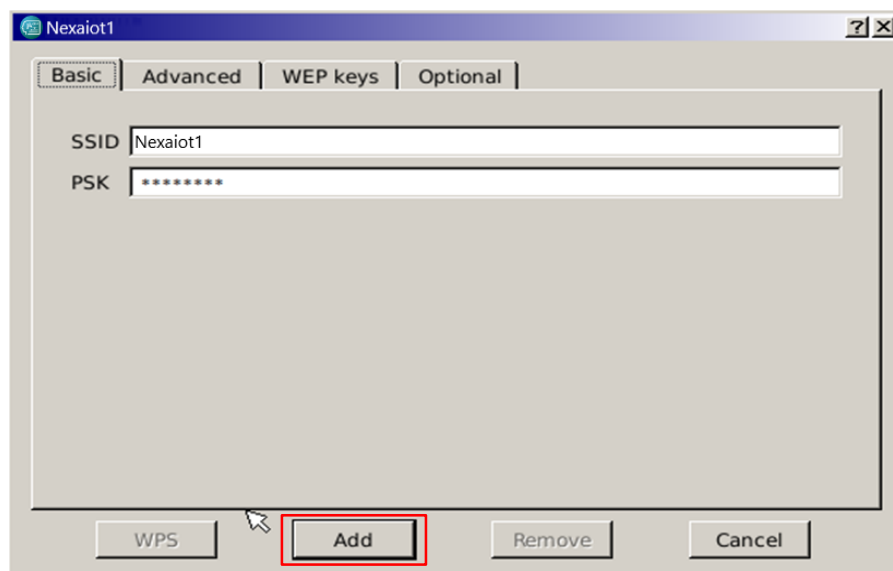 Nexaiot1
Basic Advanced WEP keys Optional
SSID Nexaiot1
PSK ********
WPS Add Remove Cancel